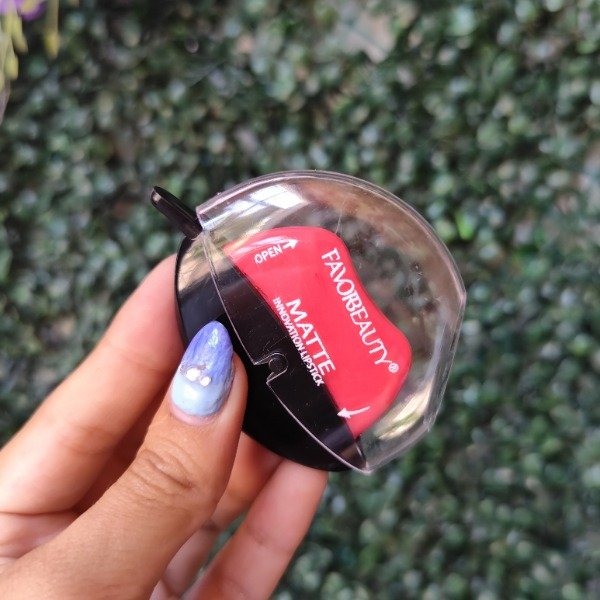 OPEN
FAVORBEAUTY®
MATTE
INNOVATION LIPSTICK